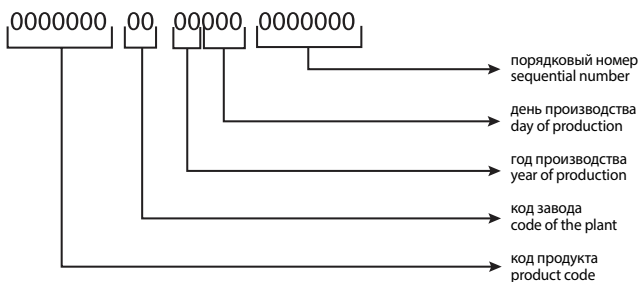 0000000 00 00000 0000000
порядковый номер
sequential number
день производства
day of production
год производства
year of production
код завода
code of the plant
код продукта
product code